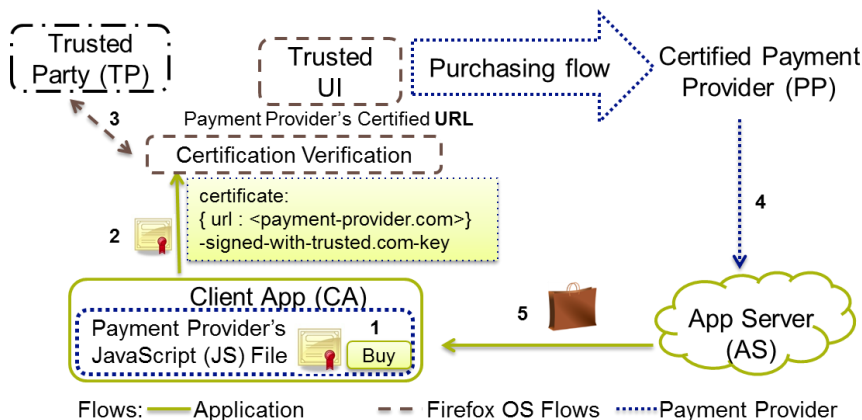 Trusted
Party (TP)
Trusted
UI
Purchasing flow
Certified Payment
Provider (PP)
3
Payment Provider's Certified URL
Certification Verification
certificate:
{ url : <payment-provider.com>}
-signed-with-trusted.com-key
2
4
Client App (CA)
Payment Provider's
JavaScript (JS) File
1
Buy
5
App Server
(AS)
Flows: Application Firefox OS Flows Payment Provider